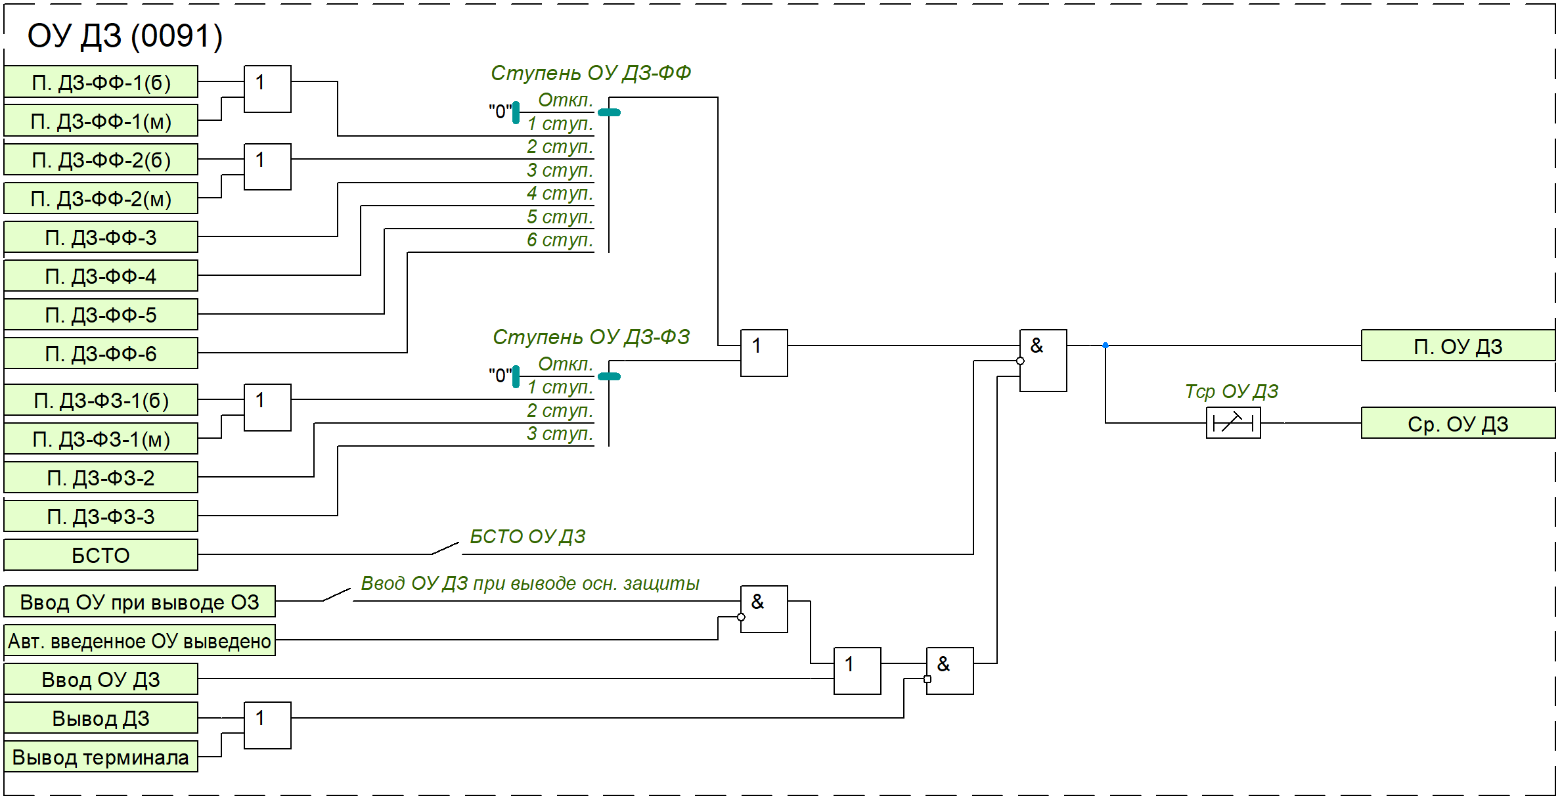 ОУ ДЗ (0091)
П. ДЗ-ФФ-1(б)
1
Ступень ОУ ДЗ-ФФ
"0"
Откл.
П. ДЗ-ФФ-1(м)
1 ступ.
П. ДЗ-ФФ-2(б)
1
2 ступ.
3 ступ.
П. ДЗ-ФФ-2(м)
4 ступ.
5 ступ.
П. ДЗ-ФФ-3
6 ступ.
П. ДЗ-ФФ-4
П. ДЗ-ФФ-5
П. ДЗ-ФФ-6
Ступень ОУ ДЗ-ФЗ
1
&
П. ОУ ДЗ
"0"
Откл.
1 ступ.
П. ДЗ-ФЗ-1(б)
1
2 ступ.
Тср ОУ ДЗ
П. ДЗ-ФЗ-1(м)
3 ступ.
Ср. ОУ ДЗ
П. ДЗ-ФЗ-2
П. ДЗ-ФЗ-3
БСТО
БСТО ОУ ДЗ
Ввод ОУ при выводе ОЗ
Ввод ОУ ДЗ при выводе осн. защиты
&
Авт. введенное ОУ выведено
Ввод ОУ ДЗ
1
&
Вывод ДЗ
1
Вывод терминала